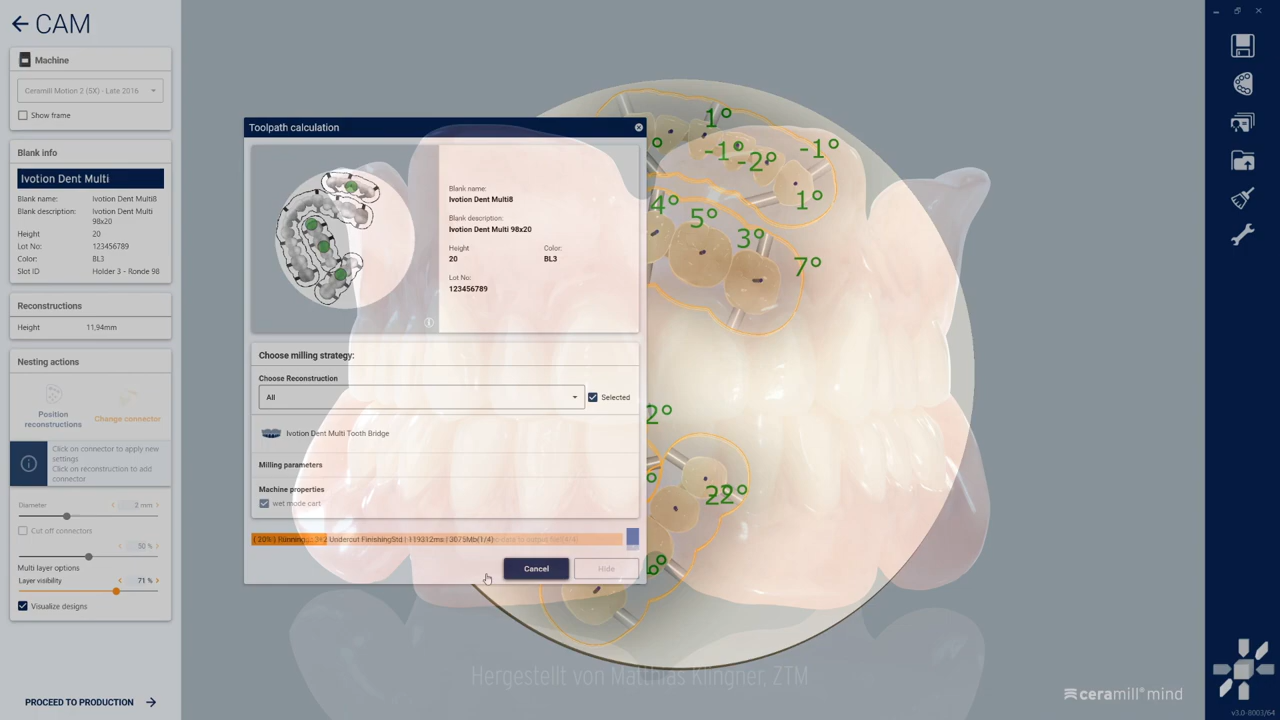 CAM
Machine
Ceramill Motion 2 (5X) - Late 2016
Show frame
Blank info
Ivotion Dent Multi
Blank name: Ivotion Dent Multi8
Blank description: Ivotion Dent Multi 98x20
Height 20
Lot No: 123456789
Color: BL3
Slot ID Holder 3 - Ronde 98
Reconstructions
Height 11,94mm
Nesting actions
Position reconstructions
Change connector
Click on connector to apply new settings
Click on reconstruction to add connector
Diameter 2 mm
Cut off connectors
50 %
Multi layer options
Layer visibility 71 %
Visualize designs
PROCEED TO PRODUCTION
Toolpath calculation
Blank name:
Ivotion Dent Multi8
Blank description:
Ivotion Dent Multi 98x20
Height Color:
20 BL3
Lot No:
123456789
Choose milling strategy:
Choose Reconstruction
All Selected
Ivotion Dent Multi Tooth Bridge
Milling parameters
Machine properties
wet mode cart
Undercut FinishingStd
Cancel Hide
1°
-1°
-2°
-1°
1°
4°
5°
3°
7°
2°
22°
Hergestellt von Matthias Klingner, ZTM
ceramill® mind
v3.0-8003/64